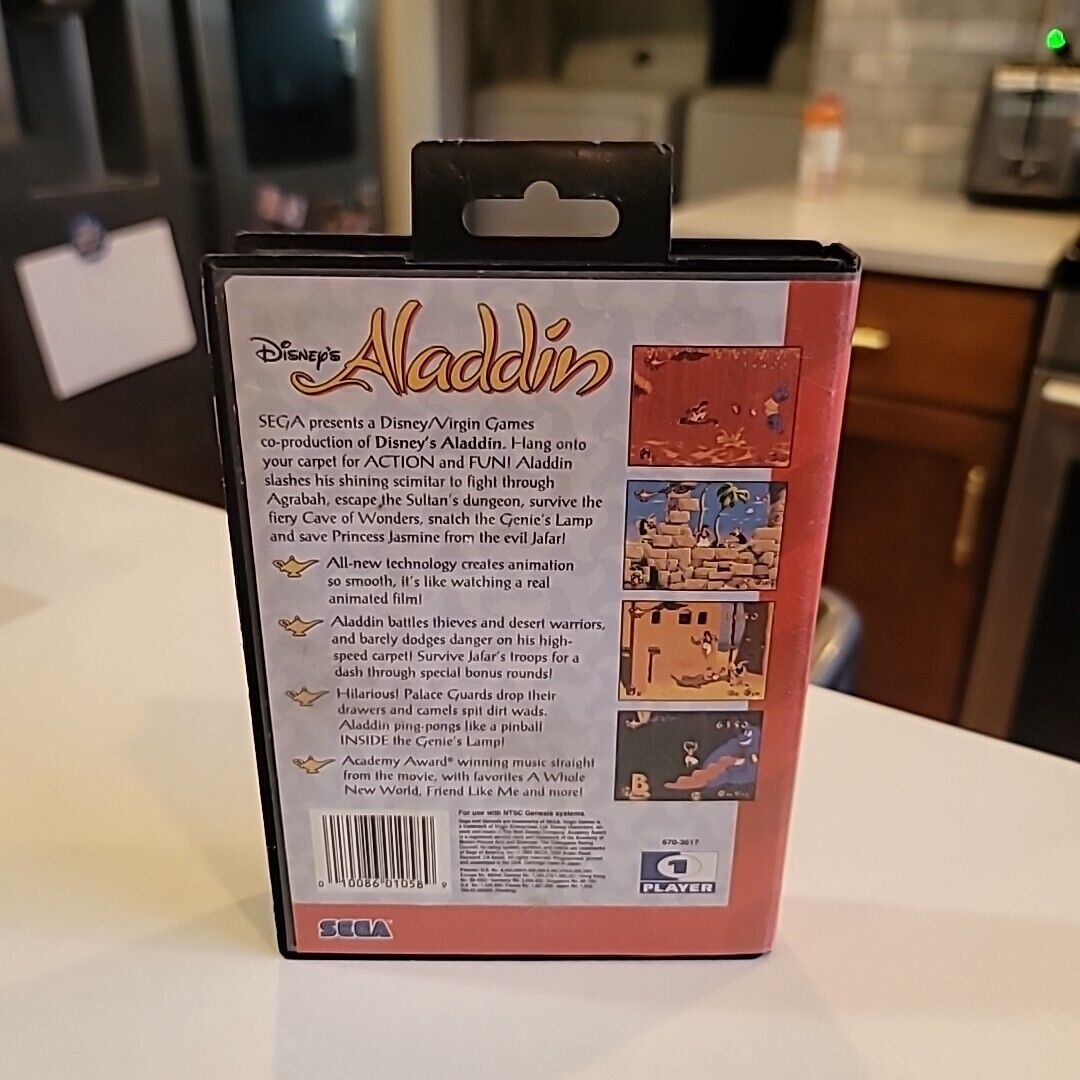 Disney's Aladdin
SEGA presents a Disney/Virgin Games
co-production of Disney's Aladdin. Hang onto
your carpet for ACTION and FUN! Aladdin
slashes his shining scimitar to fight through
Agrabah, escape the Sultan's dungeon, survive the
fiery Cave of Wonders, snatch the Genie's Lamp
and save Princess Jasmine from the evil Jafar!
All-new technology creates animation
so smooth, it's like watching a real
animated film!
Aladdin battles thieves and desert warriors,
and barely dodges danger on his high-
speed carpet! Survive Jafar's troops for a
dash through special bonus rounds!
Hilarious! Palace Guards drop their
drawers and camels spit dirt wads.
Aladdin ping-pongs like a pinball
INSIDE the Genie's Lamp!
Academy Award® winning music straight
from the movie, with favorites A Whole
New World, Friend Like Me and more!
For use with NTSC Genesis systems.
0 10086 01058 9
670-3617
1
PLAYER
SEGA
B